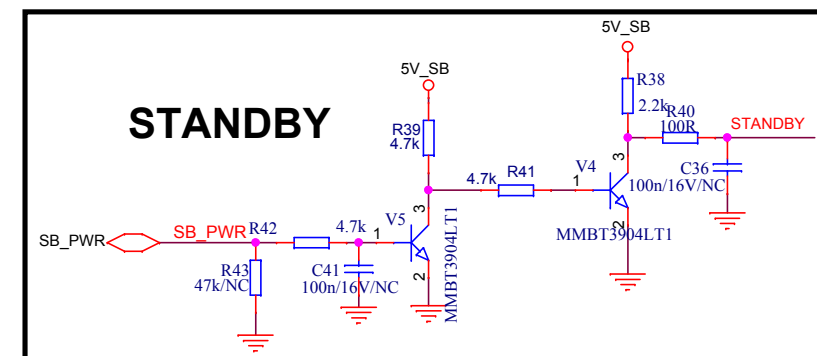 5V_SB
R38
2.2k
R40
100R
STANDBY
5V_SB
STANDBY
R39
4.7k
3
V4
4.7k
R41
1
C36
100n/16V/NC
2
MMBT3904LT1
SB_PWR
SB_PWR
R42
4.7k
1
V5
3
2
MMBT3904LT1
R43
47k/NC
C41
100n/16V/NC